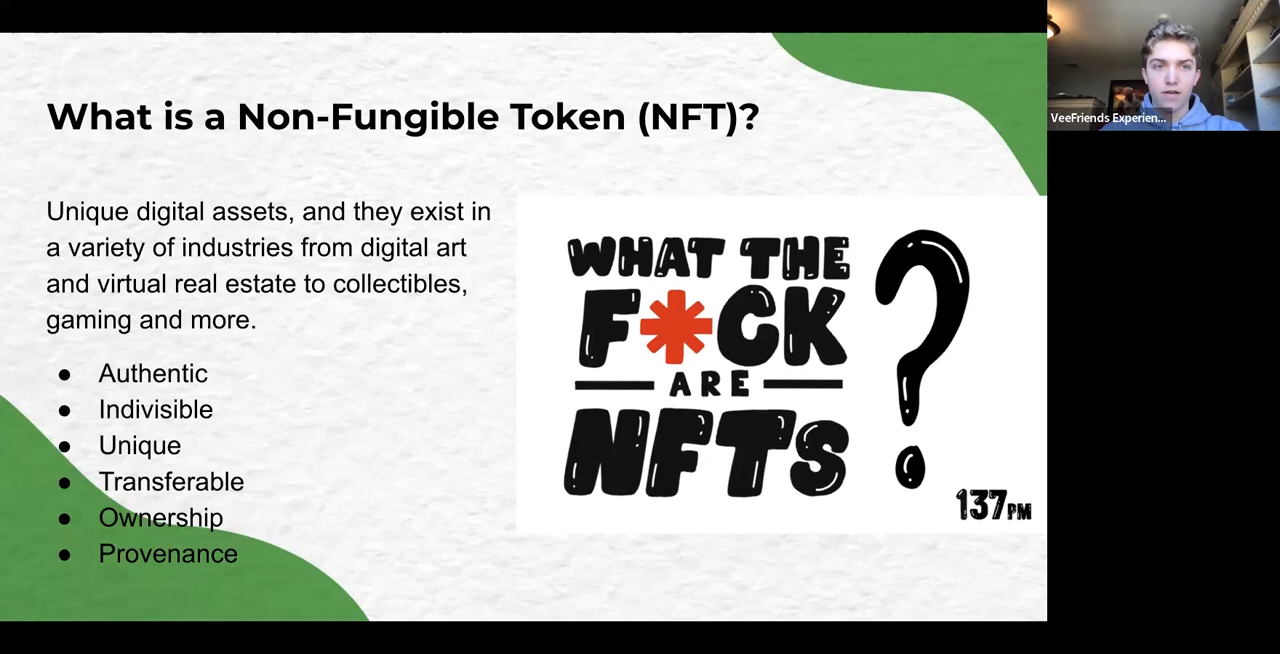 What is a Non-Fungible Token (NFT)?
VeeFriends Experien...
Unique digital assets, and they exist in
a variety of industries from digital art
and virtual real estate to collectibles,
gaming and more.
● Authentic
● Indivisible
● Unique
● Transferable
● Ownership
● Provenance
WHAT THE
F*CK
ARE
NFTS
?
137PM